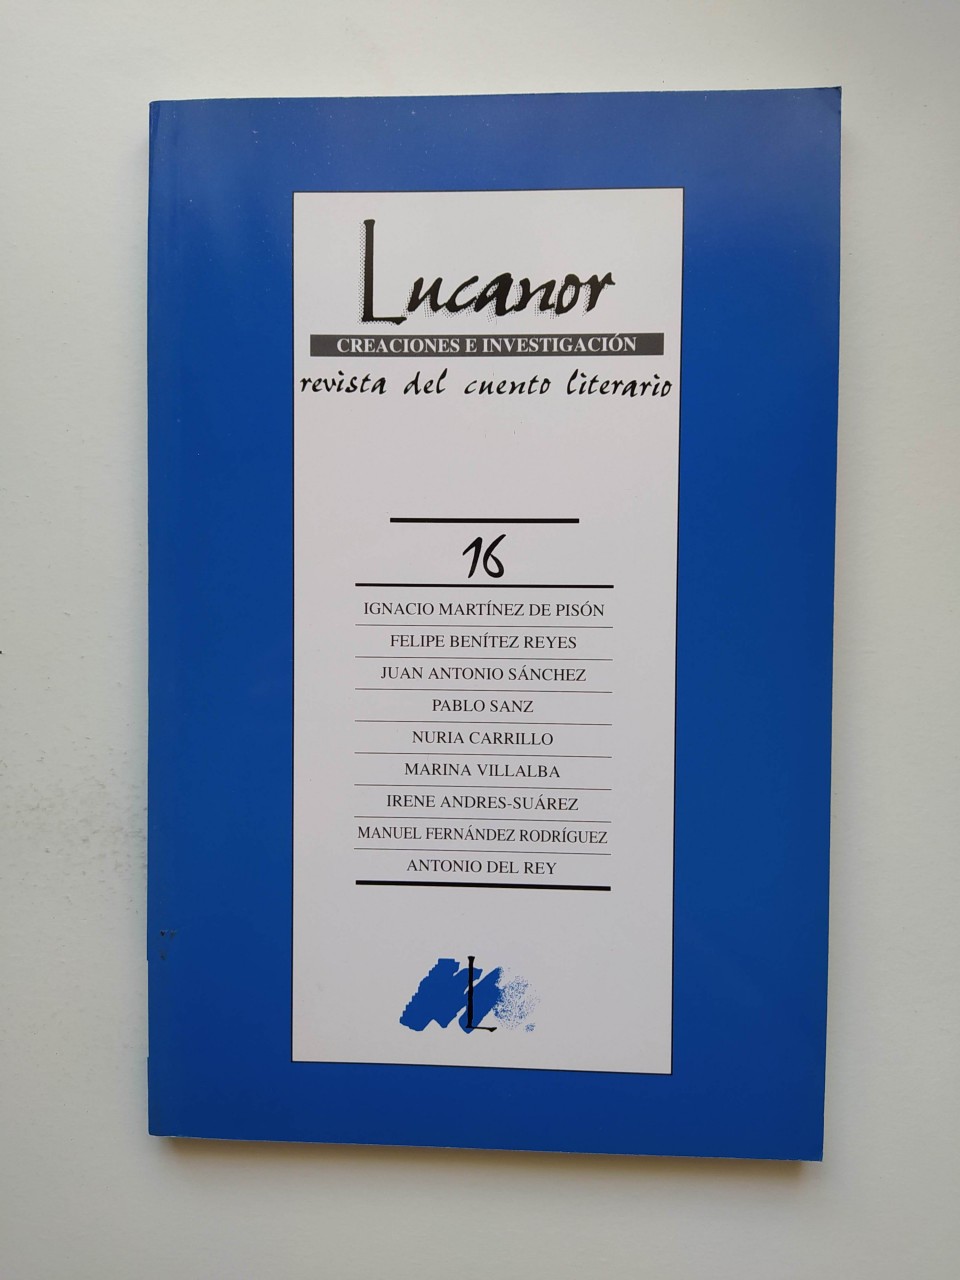 Lucanor
CREACIONES E INVESTIGACIÓN
revista del cuento literario
16
IGNACIO MARTÍNEZ DE PISÓN
FELIPE BENÍTEZ REYES
JUAN ANTONIO SÁNCHEZ
PABLO SANZ
NURIA CARRILLO
MARINA VILLALBA
IRENE ANDRES-SUÁREZ
MANUEL FERNÁNDEZ RODRÍGUEZ
ANTONIO DEL REY
L